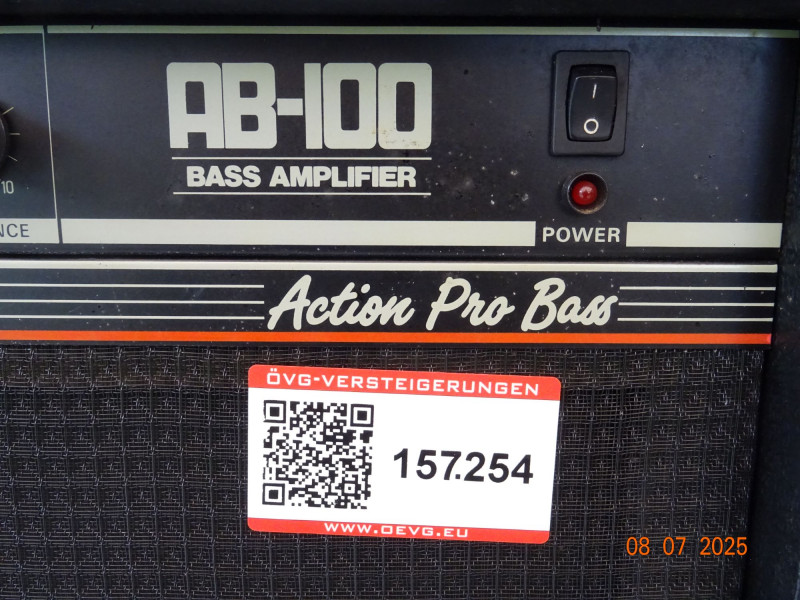 AB-100
BASS AMPLIFIER
I
O
10
NCE
POWER
Action Pro Bass
ÖVG-VERSTEIGERUNGEN
157.254
WWW.OEVG.EU
08 07 2025